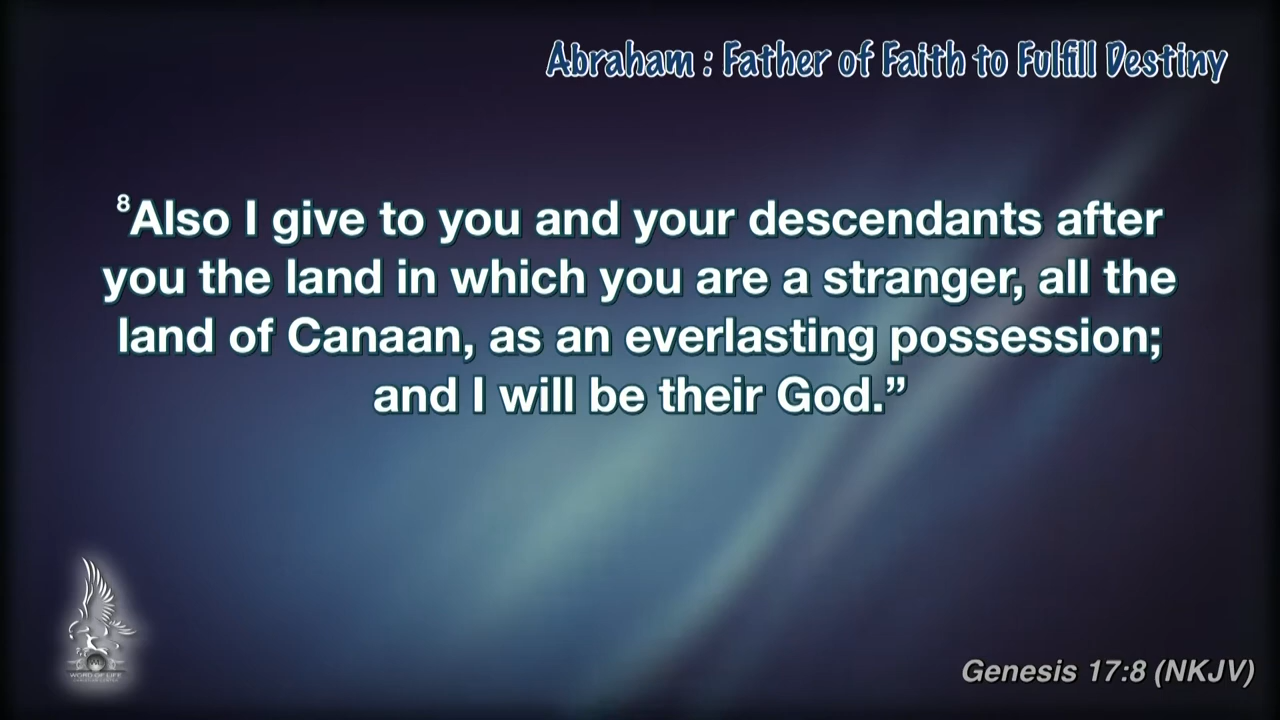 Abraham : Father of Faith to Fulfill Destiny
⁸Also I give to you and your descendants after
you the land in which you are a stranger, all the
land of Canaan, as an everlasting possession;
and I will be their God.”
WORD OF LIFE
Genesis 17:8 (NKJV)